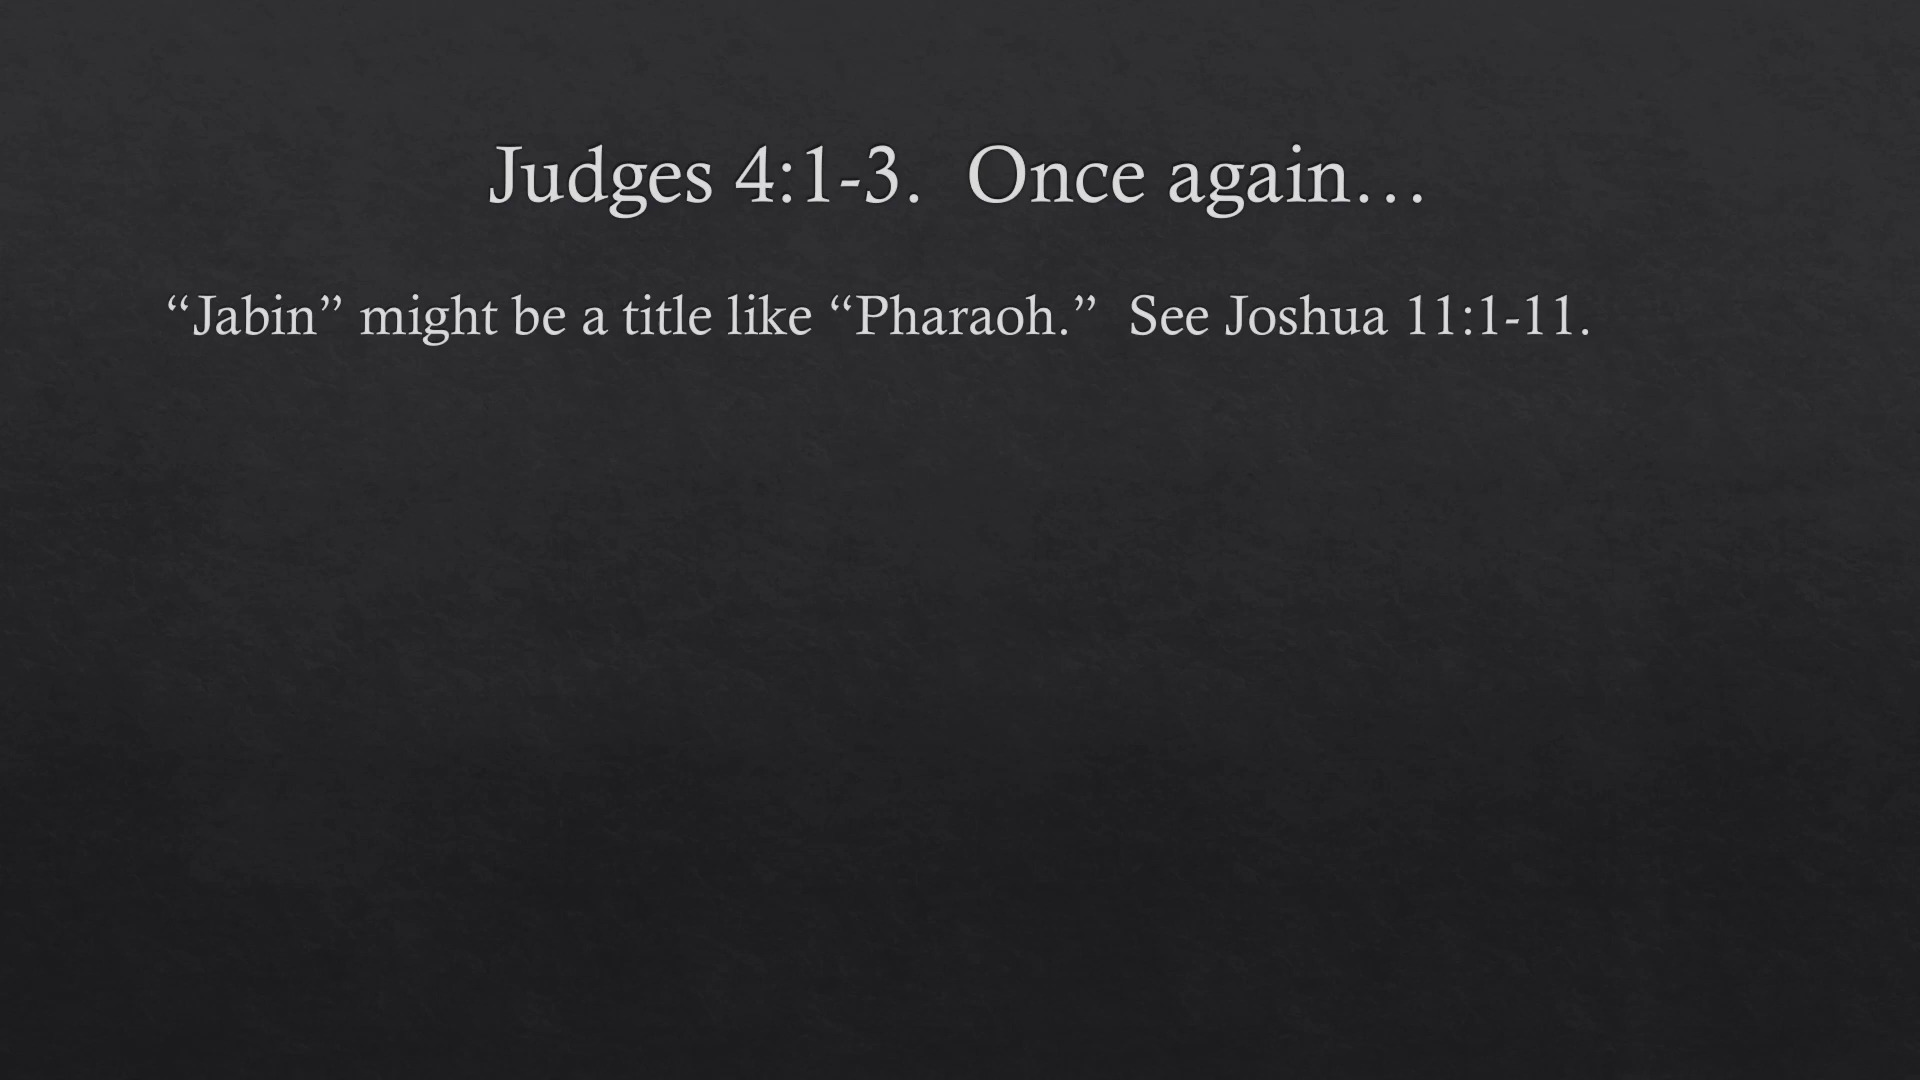 Judges 4:1-3.  Once again…
“Jabin” might be a title like “Pharaoh.”  See Joshua 11:1-11.